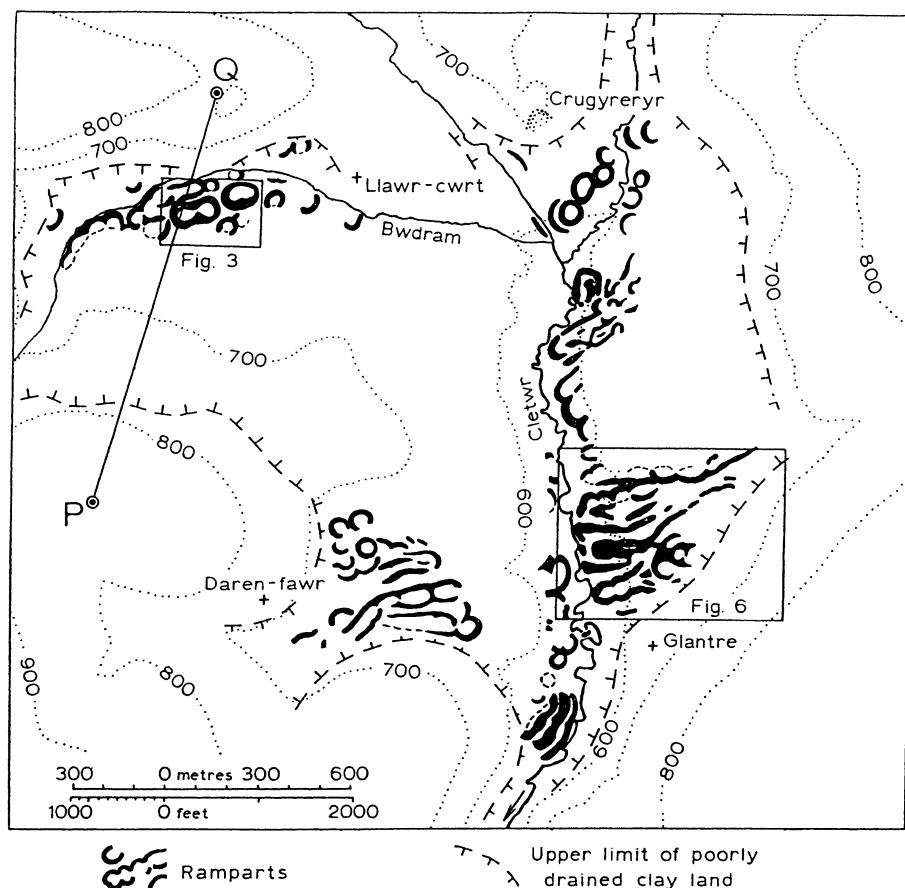 Q
700
Crugyreryr
800
700
Llawr-cwrt
Bwdram
Fig. 3
800
700
700
Cletwr
800
600
P
Daren-fawr
Fig. 6
Glantre
700
900
800
600
800
300 0 metres 300 600
1000 0 feet 2000
Ramparts
Upper limit of poorly
drained clay land